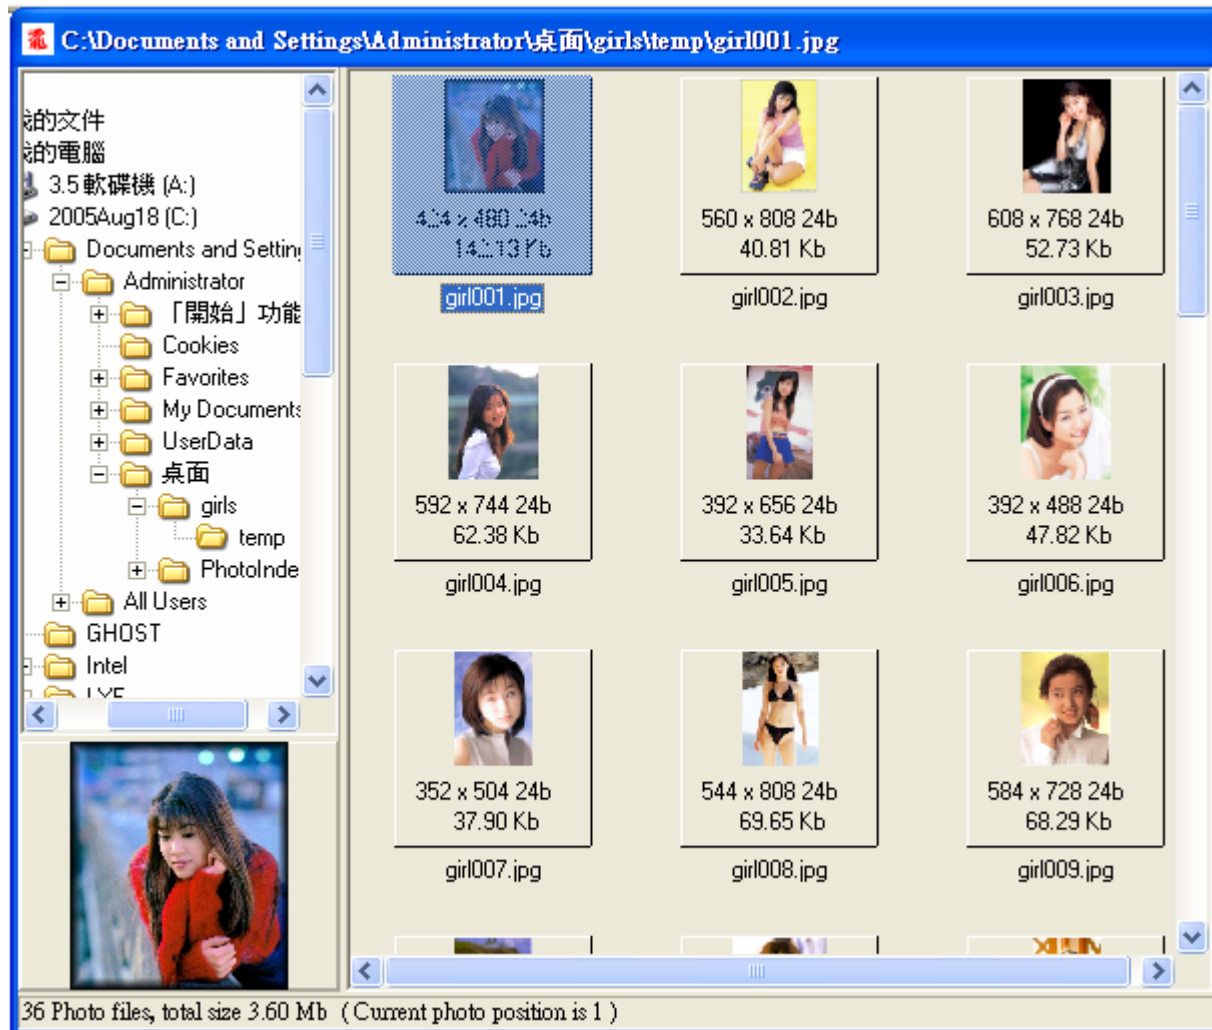 C:\Documents and Settings\Administrator\桌面\girls\temp\girl001.jpg
的文件
的電腦
3.5 軟碟機 (A:)
2005Aug18 (C:)
Documents and Setting
Administrator
「開始」功能
Cookies
Favorites
My Documents
UserData
桌面
girls
temp
PhotoInde
All Users
GHOST
Intel
424 x 480 24b
girl001.jpg
560 x 808 24b
40.81 Kb
girl002.jpg
608 x 768 24b
52.73 Kb
girl003.jpg
592 x 744 24b
62.38 Kb
girl004.jpg
392 x 656 24b
33.64 Kb
girl005.jpg
392 x 488 24b
47.82 Kb
girl006.jpg
352 x 504 24b
37.90 Kb
girl007.jpg
544 x 808 24b
69.65 Kb
girl008.jpg
584 x 728 24b
68.29 Kb
girl009.jpg
36 Photo files, total size 3.60 Mb ( Current photo position is 1 )